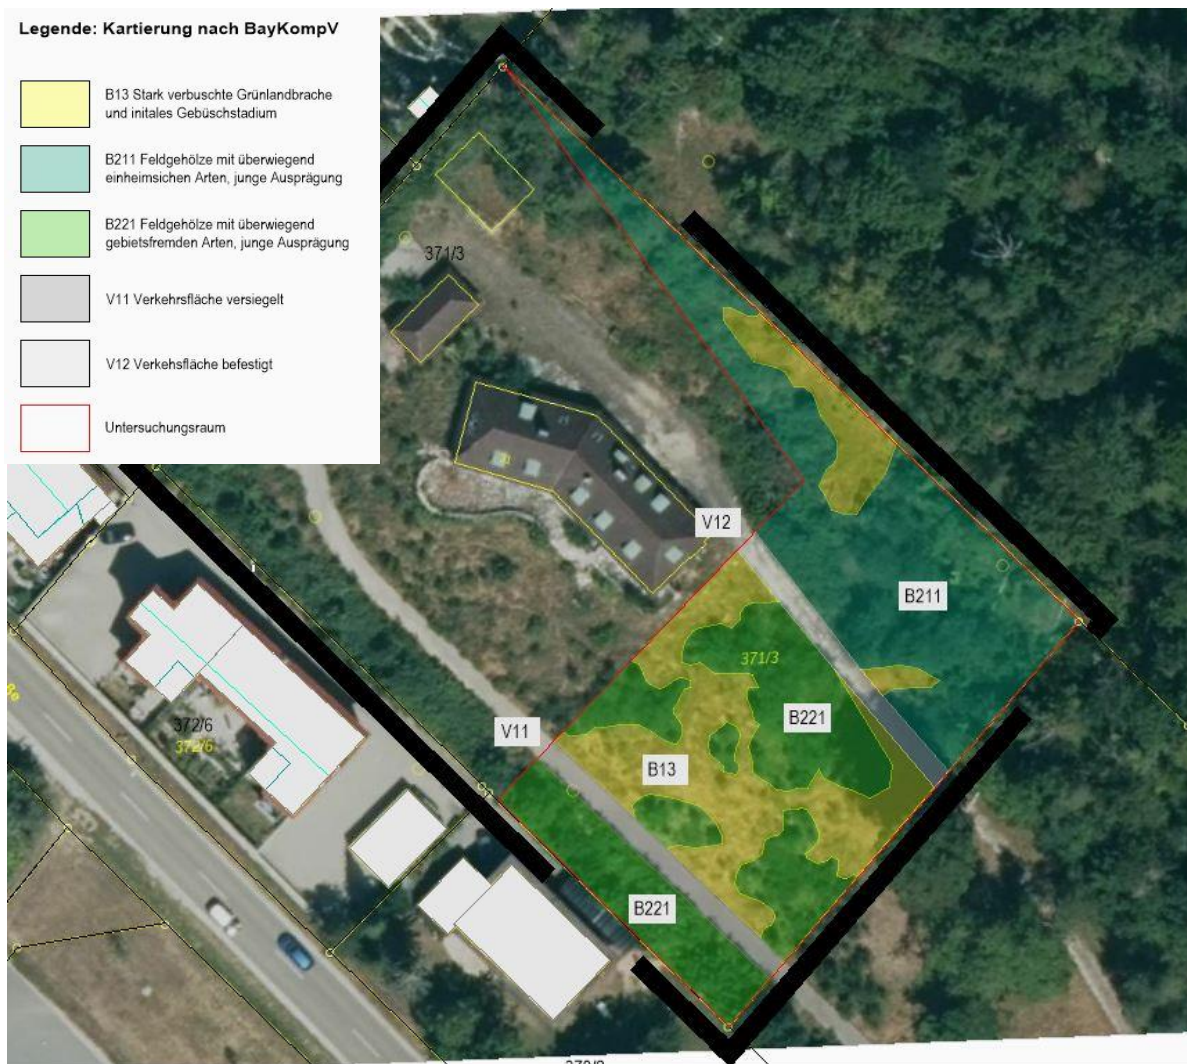 Legende: Kartierung nach BayKompV
B13 Stark verbuschte Grünlandbrache
und initales Gebüschstadium
B211 Feldgehölze mit überwiegend
einheimsichen Arten, junge Ausprägung
B221 Feldgehölze mit überwiegend
gebietsfremden Arten, junge Ausprägung
V11 Verkehrsfläche versiegelt
V12 Verkehsfläche befestigt
Untersuchungsraum
371/3
V12
B211
371/3
B221
V11
372/6
372/6
B13
B221